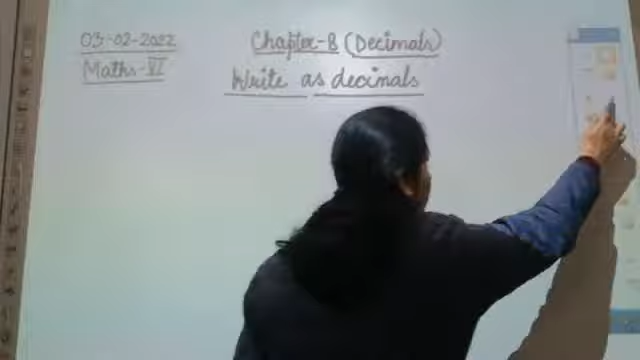 03-02-2022
Chapter-8 (Decimals)
Maths-VI
Write as decimals